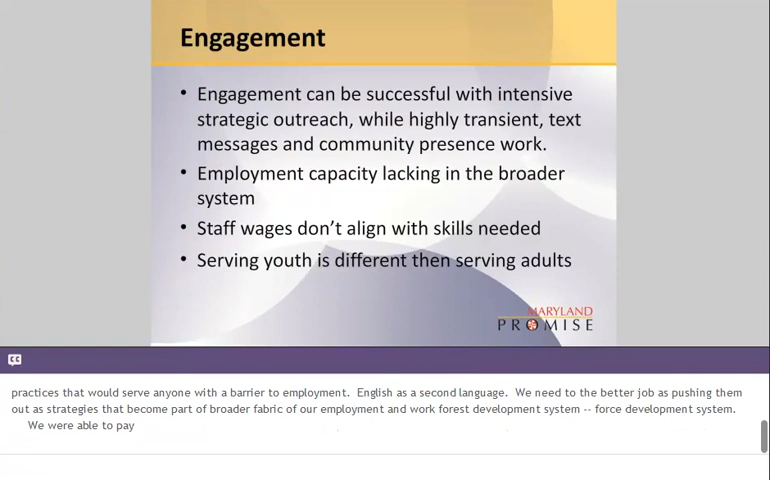 Engagement
• Engagement can be successful with intensive
strategic outreach, while highly transient, text
messages and community presence work.
• Employment capacity lacking in the broader
system
• Staff wages don’t align with skills needed
• Serving youth is different then serving adults
MARYLAND
PROMISE
CC
practices that would serve anyone with a barrier to employment. English as a second language. We need to the better job as pushing them
out as strategies that become part of broader fabric of our employment and work forest development system -- force development system.
We were able to pay